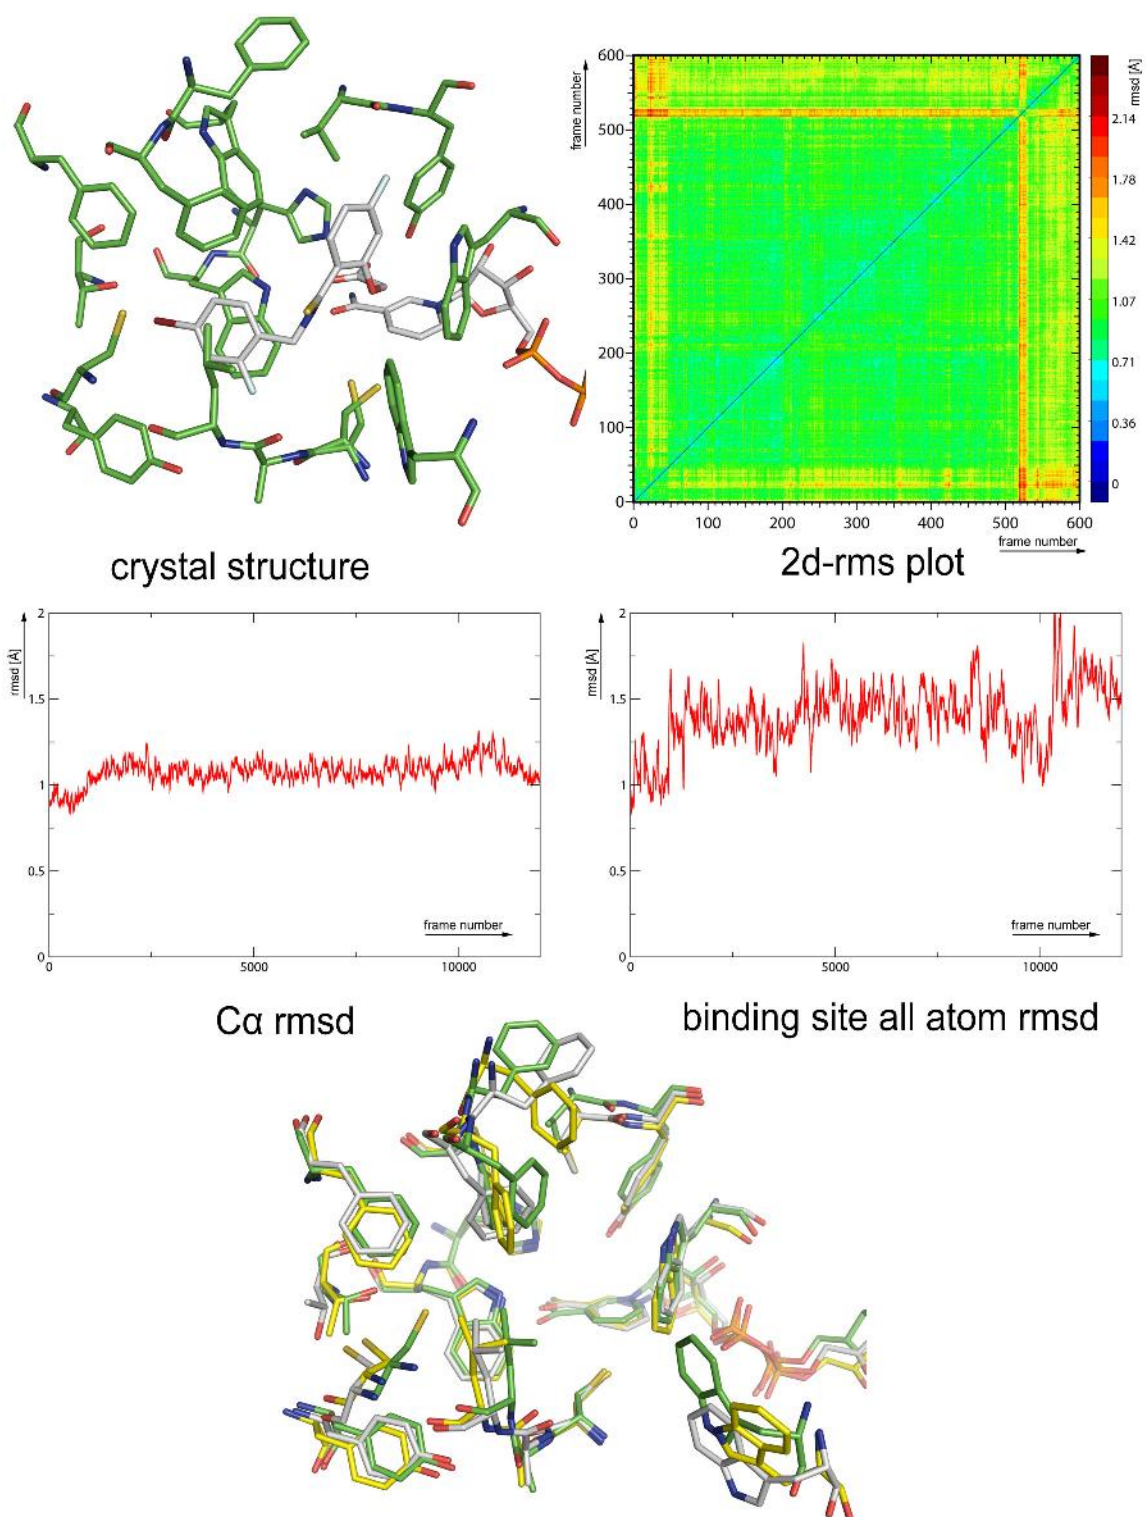 600
500
400
300
200
100
0
frame number
0 100 200 300 400 500 600
frame number
rmsd [Å]
2.14
1.78
1.42
1.07
0.71
0.36
0
crystal structure
2d-rms plot
rmsd [Å]
2
1.5
1
0.5
0
frame number
0 5000 10000
Cα rmsd
rmsd [Å]
2
1.5
1
0.5
0
frame number
0 5000 10000
binding site all atom rmsd